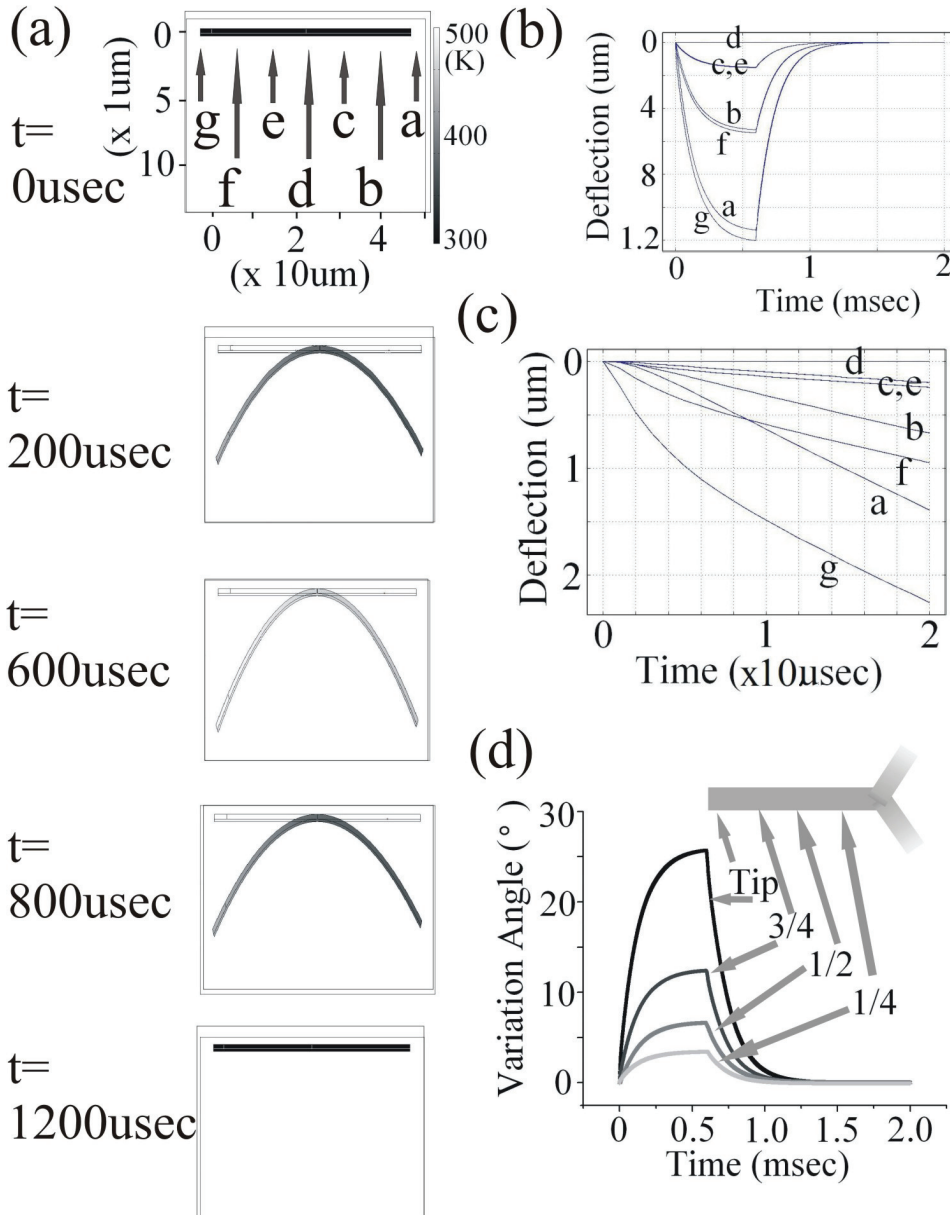 (a)
0
5
10
(x 1um)
500
(K)
400
300
g
e
c
a
f
d
b
0 2 4
(x 10um)
t=
0usec
t=
200usec
t=
600usec
t=
800usec
t=
1200usec
(b)
0
4
8
1.2
Deflection (um)
d
c,e
b
f
a
g
0 1 2
Time (msec)
(c)
0
1
2
Deflection (um)
d
c,e
b
f
a
g
0 1 2
Time (x10μsec)
(d)
30
20
10
0
Variation Angle (°)
Tip
3/4
1/2
1/4
0 0.5 1.0 1.5 2.0
Time (msec)